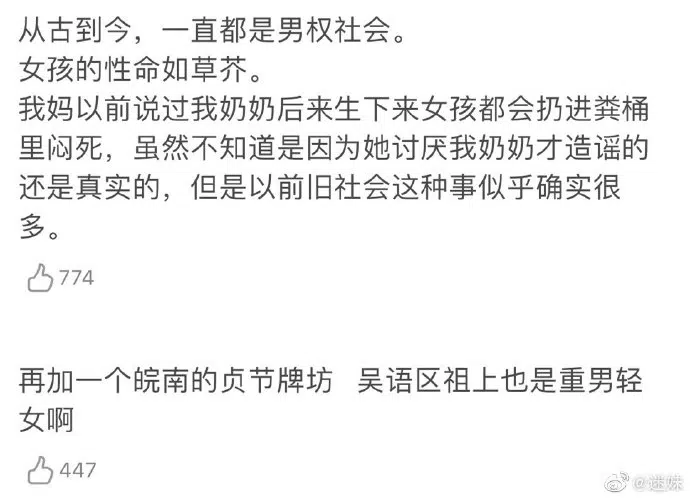 从古到今，一直都是男权社会。
女孩的性命如草芥。
我妈以前说过我奶奶后来生下来女孩都会扔进粪桶
里闷死，虽然不知道是因为她讨厌我奶奶才造谣的
还是真实的，但是以前旧社会这种事似乎确实很
多。
774
再加一个皖南的贞节牌坊 吴语区祖上也是重男轻
女啊
447
@迷姝